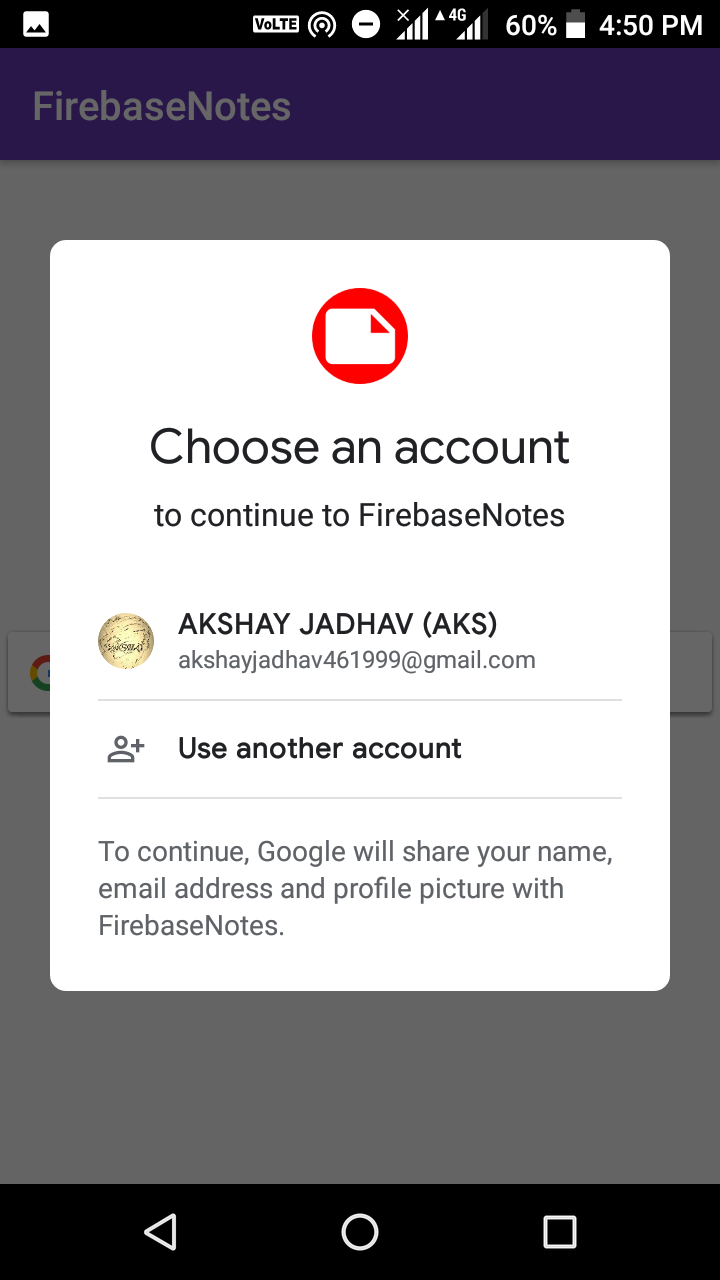 VoLTE 4G 60% 4:50 PM
FirebaseNotes
Choose an account
to continue to FirebaseNotes
AKSHAY JADHAV (AKS)
akshayjadhav461999@gmail.com
Use another account
To continue, Google will share your name,
email address and profile picture with
FirebaseNotes.